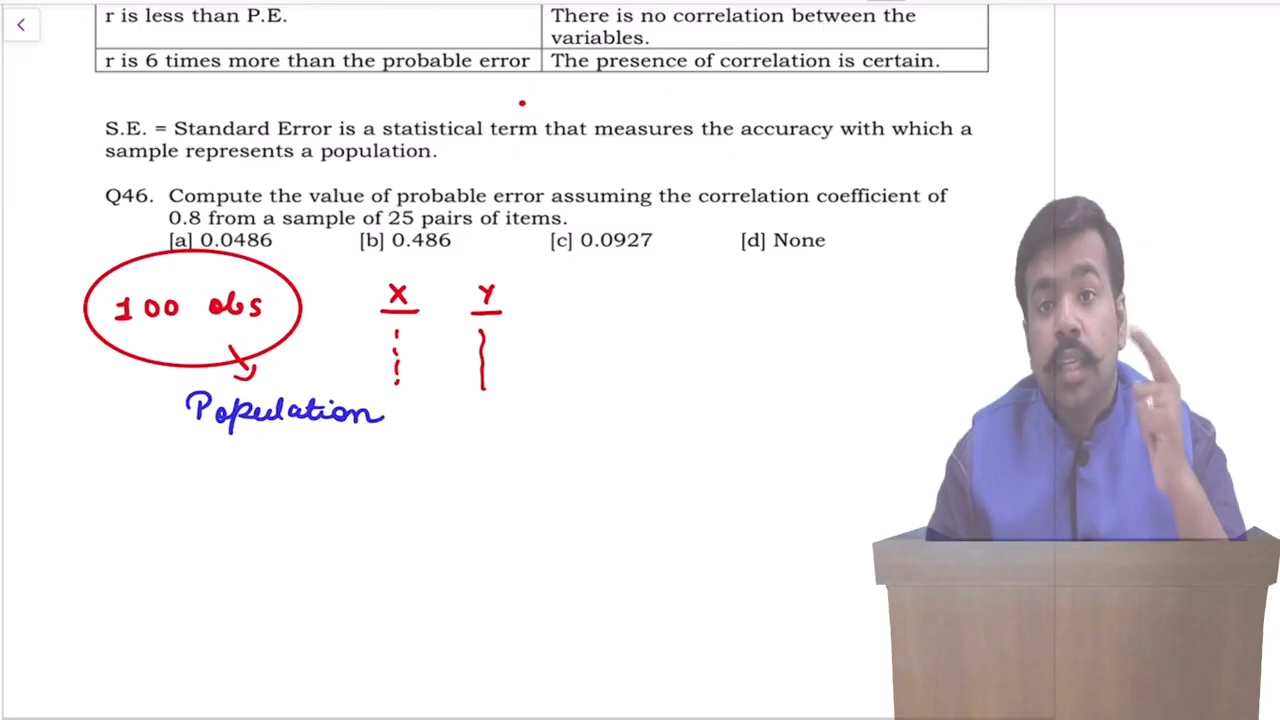 r is less than P.E.
There is no correlation between the
variables.
r is 6 times more than the probable error
The presence of correlation is certain.
S.E. = Standard Error is a statistical term that measures the accuracy with which a
sample represents a population.
Q46. Compute the value of probable error assuming the correlation coefficient of
0.8 from a sample of 25 pairs of items.
[a] 0.0486 [b] 0.486 [c] 0.0927 [d] None
100 obs
X Y
Population